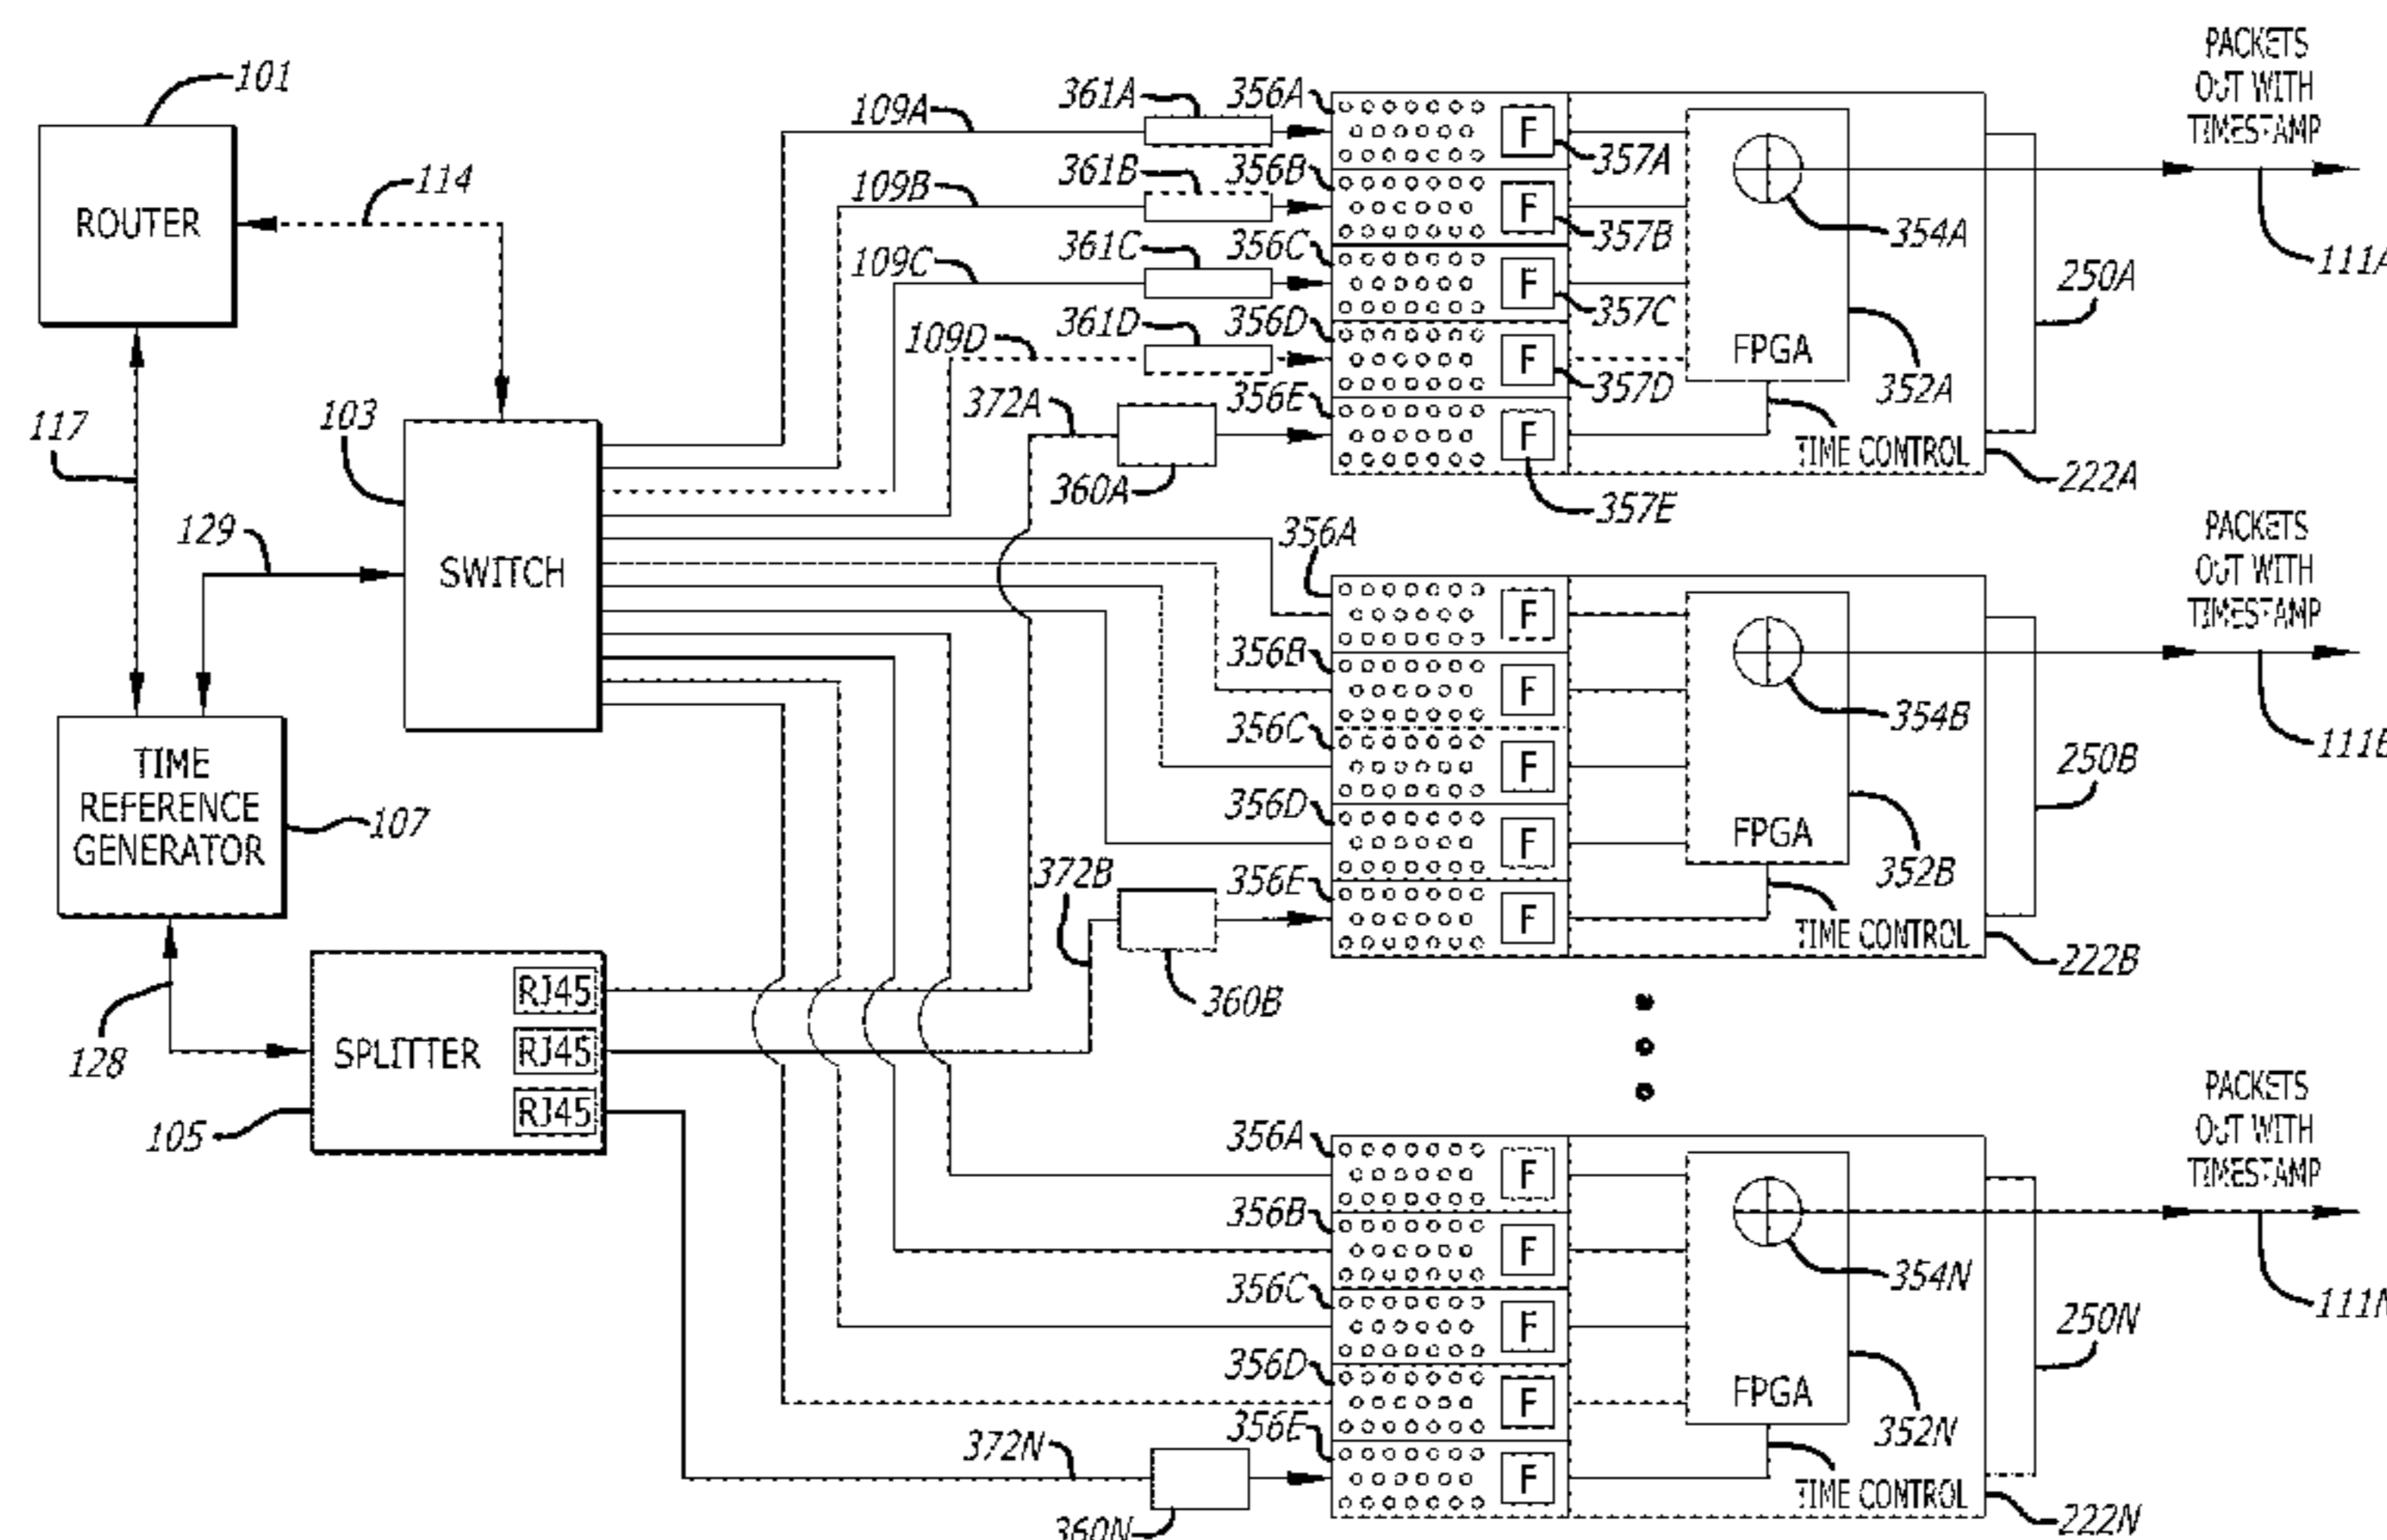 101
ROUTER
114
117
103
129
SWITCH
TIME
REFERENCE
GENERATOR
107
128
SPLITTER
RJ45
RJ45
RJ45
105
109A
109B
109C
109D
361A
361B
361C
361D
372A
360A
356A
356B
356C
356D
356E
F
F
F
F
F
357A
357B
357C
357D
357E
354A
FPGA
352A
TIME CONTROL
250A
222A
PACKETS
OUT WITH
TIMESTAMP
111A
356A
356B
356C
356D
356E
372B
360B
F
F
F
F
F
354B
FPGA
352B
TIME CONTROL
250B
222B
PACKETS
OUT WITH
TIMESTAMP
111B
356A
356B
356C
356D
356E
372N
360N
F
F
F
F
F
354N
FPGA
352N
TIME CONTROL
250N
222N
PACKETS
OUT WITH
TIMESTAMP
111N